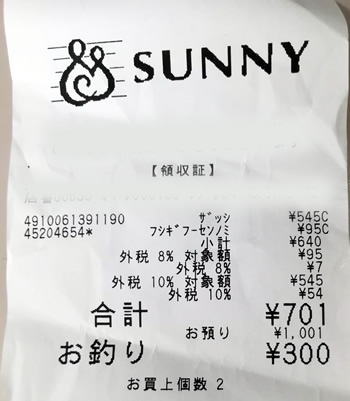 SUNNY
【領収証】
4910061391190 ｻﾞｯｼ ¥545C
45204654* ﾌｼｷﾞﾌｰｾﾝﾉﾐ ¥95C
小計 ¥640
外税 8% 対象額 ¥95
外税 8% ¥7
外税 10% 対象額 ¥545
外税 10% ¥54
合計 ¥701
お預り ¥1,001
お釣り ¥300
お買上個数 2